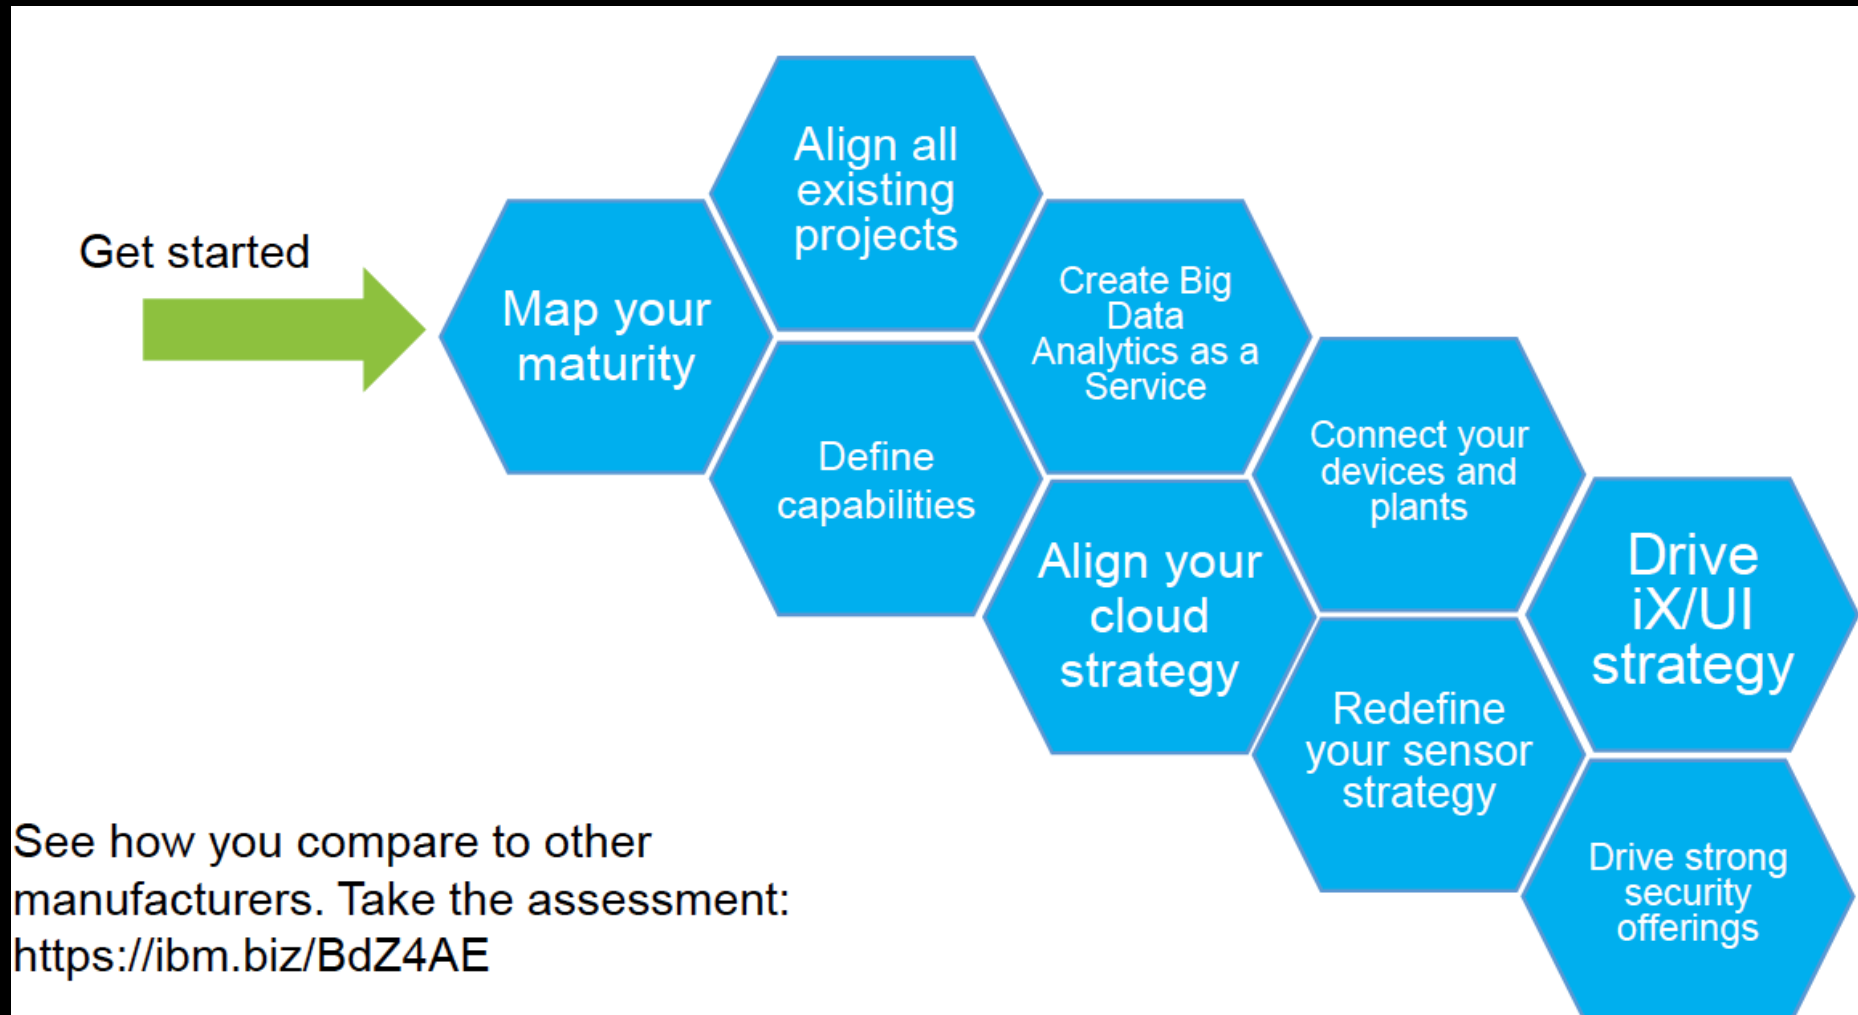 Get started
Map your
maturity
Align all
existing
projects
Define
capabilities
Create Big
Data
Analytics as a
Service
Align your
cloud
strategy
Connect your
devices and
plants
Redefine
your sensor
strategy
Drive
iX/UI
strategy
Drive strong
security
offerings
See how you compare to other
manufacturers. Take the assessment:
https://ibm.biz/BdZ4AE